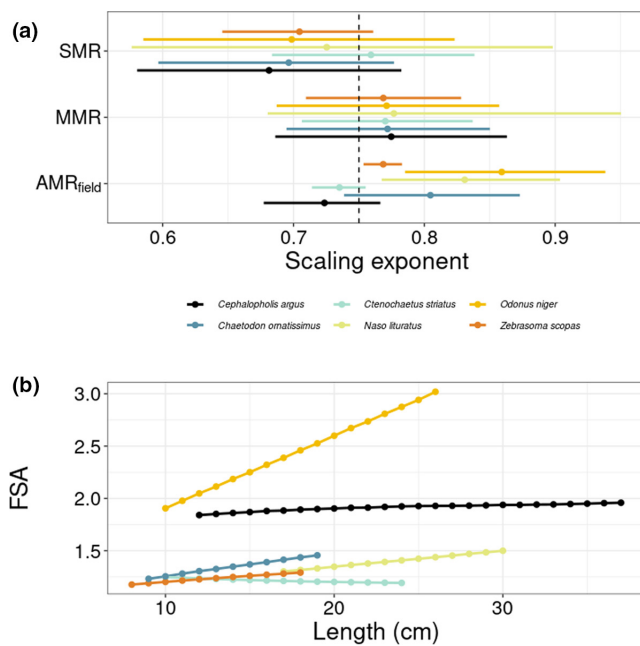 (a)
SMR
MMR
AMRfield
0.6 0.7 0.8 0.9
Scaling exponent
Cephalopholis argus Ctenochaetus striatus Odonus niger
Chaetodon ornatissimus Naso lituratus Zebrasoma scopas
(b)
3.0
2.5
2.0
1.5
FSA
10 20 30
Length (cm)